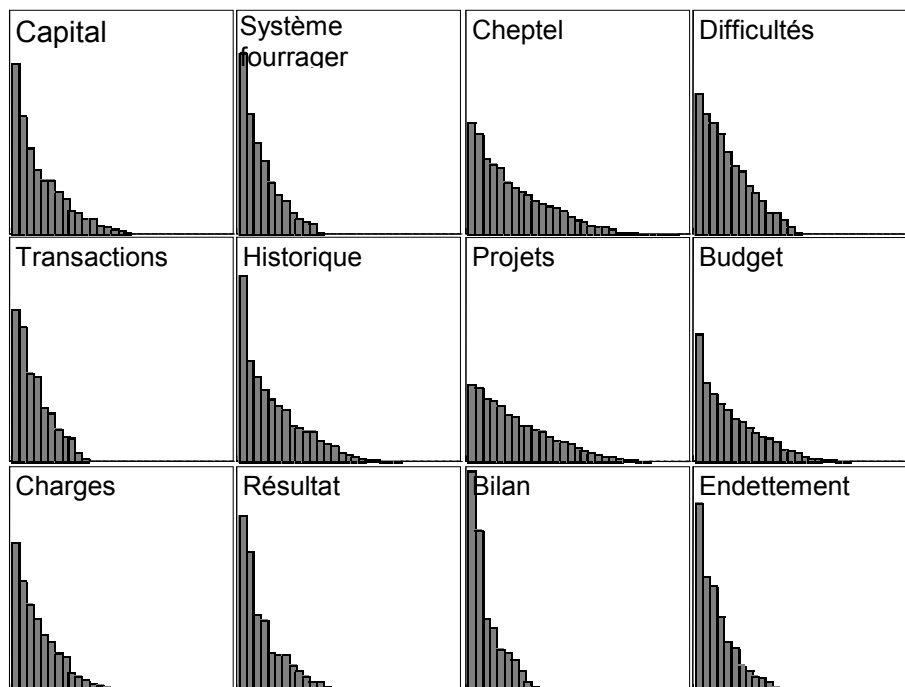 Capital
Système
fourrager
Cheptel
Difficultés
Transactions
Historique
Projets
Budget
Charges
Résultat
Bilan
Endettement